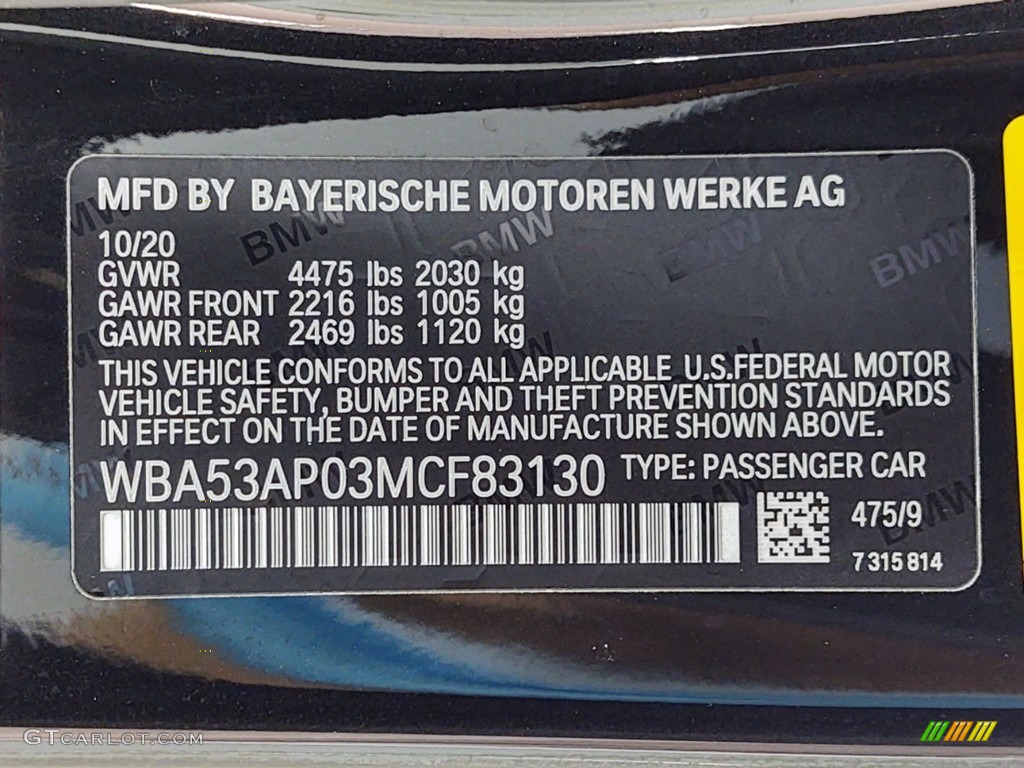 MFD BY BAYERISCHE MOTOREN WERKE AG
10/20
GVWR 4475 lbs 2030 kg
GAWR FRONT 2216 lbs 1005 kg
GAWR REAR 2469 lbs 1120 kg
THIS VEHICLE CONFORMS TO ALL APPLICABLE U.S.FEDERAL MOTOR
VEHICLE SAFETY, BUMPER AND THEFT PREVENTION STANDARDS
IN EFFECT ON THE DATE OF MANUFACTURE SHOWN ABOVE.
WBA53AP03MCF83130 TYPE: PASSENGER CAR
475/9
7 315 814
GTCARLOT.COM